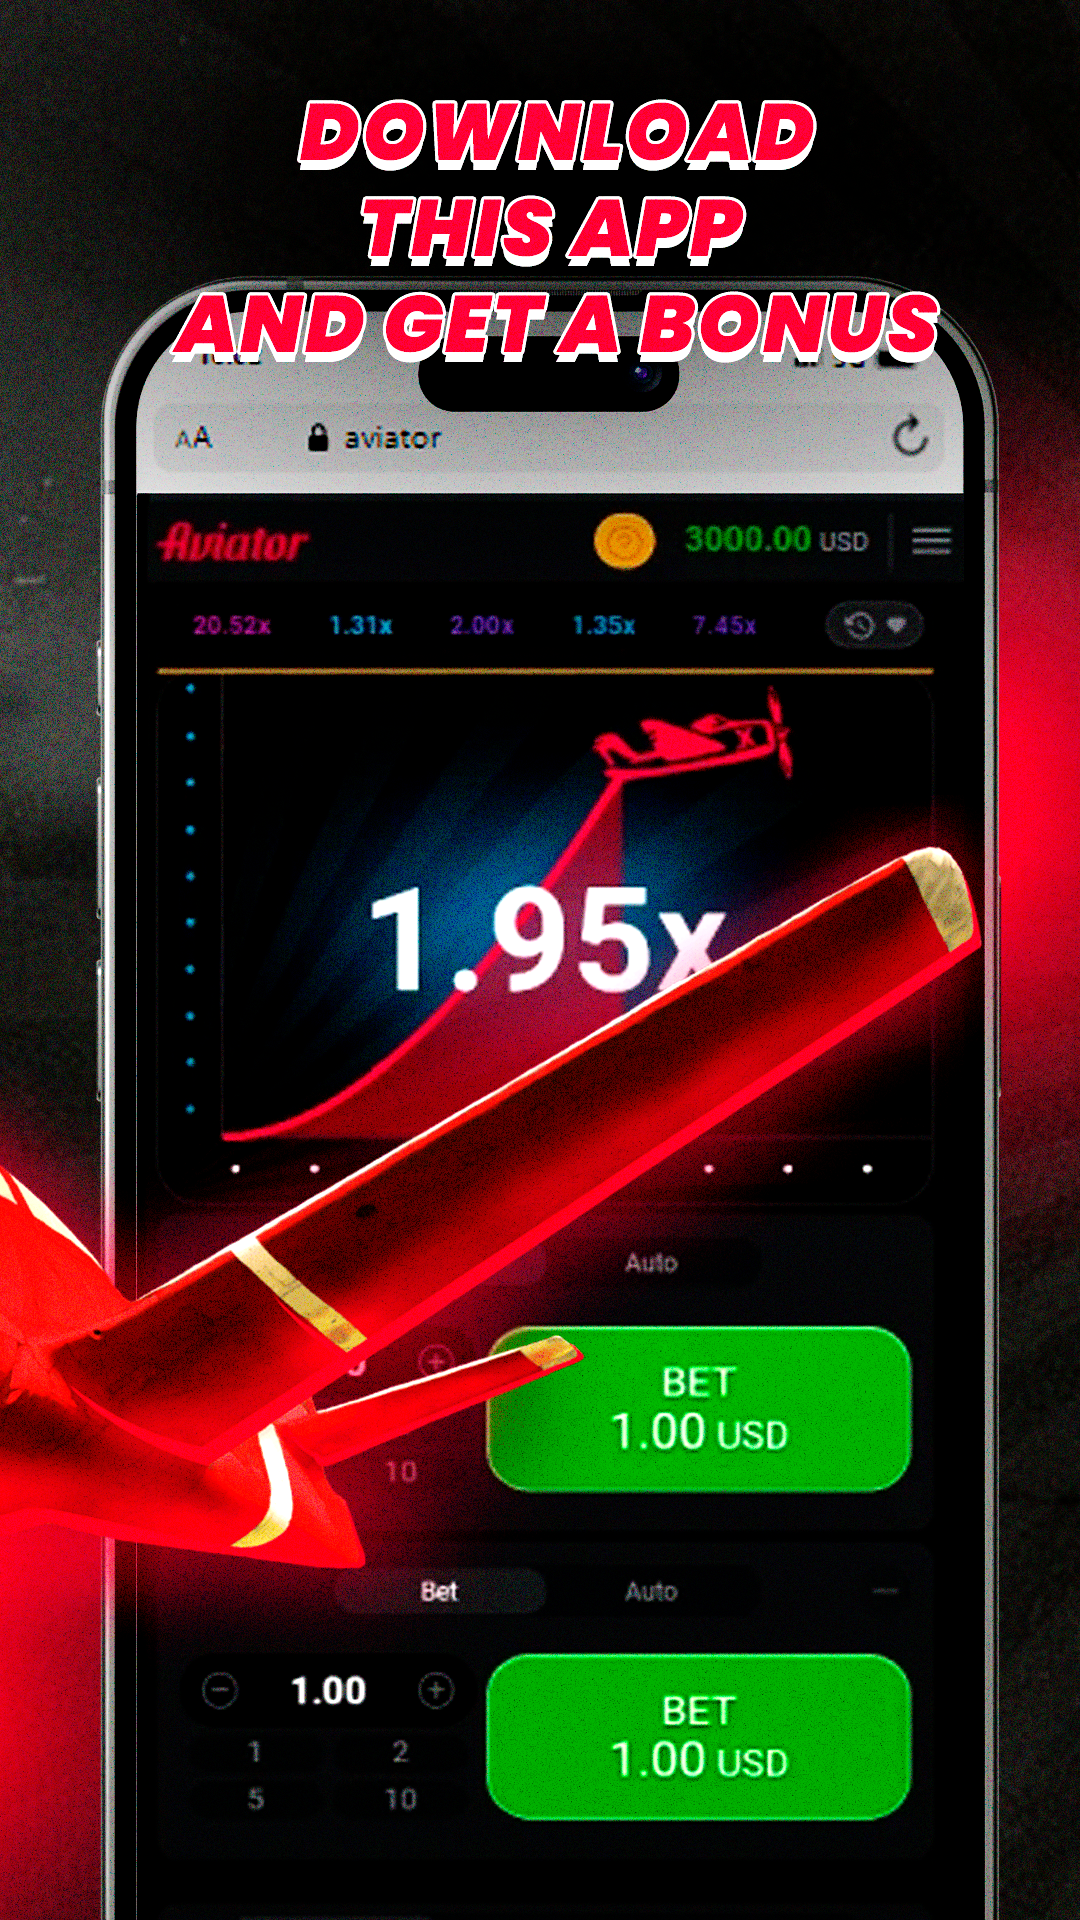 DOWNLOAD
THIS APP
AND GET A BONUS
AA aviator
Aviator 3000.00 USD
20.52x 1.31x 2.00x 1.35x 7.45x
1.95x
Auto
BET
1.00 USD
10
Bet Auto
1.00
BET
1.00 USD
1 2
5 10